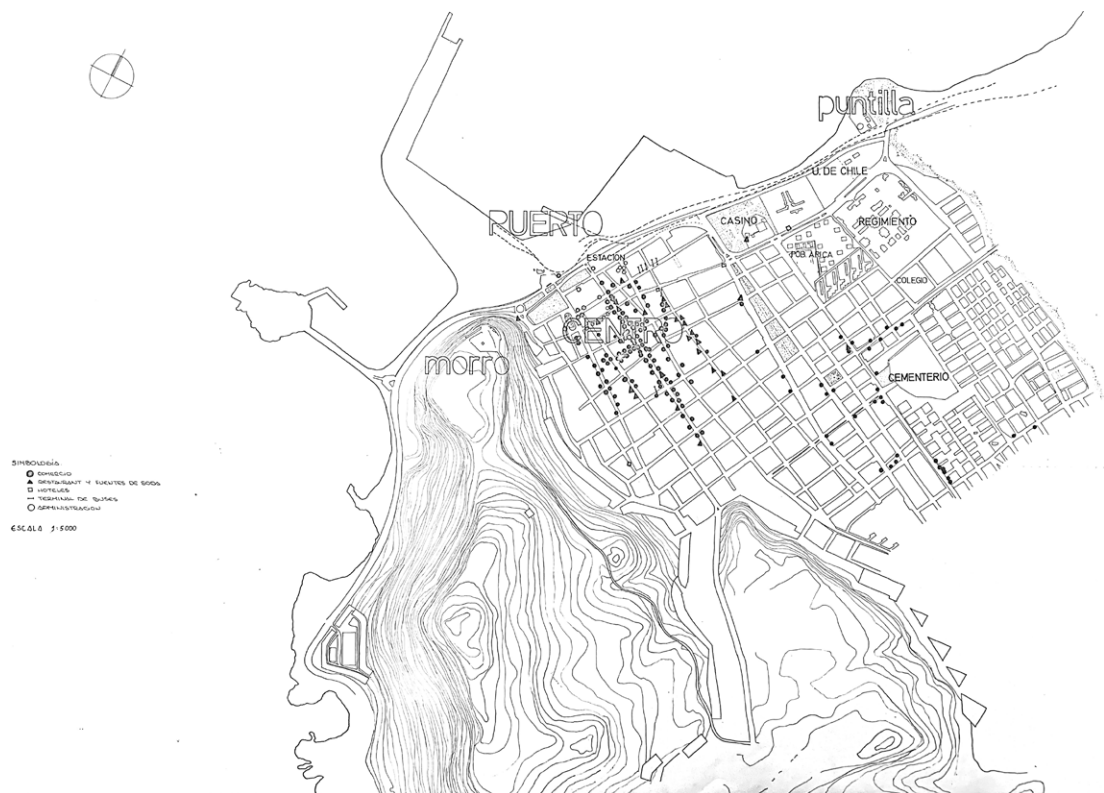 puntilla
U. DE CHILE
PUERTO
CASINO
REGIMIENTO
ESTACION
POB. ARICA
COLEGIO
CENTRO
morro
CEMENTERIO
SIMBOLOGÍA
COMERCIO
RESTAURANT Y FUENTES DE SODA
HOTELES
TERMINAL DE BUSES
ADMINISTRACION
ESCALA 1:5000